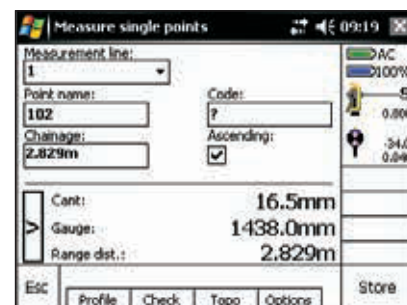 Measure single points 09:19
Measurement line:
1
Point name: Code:
102 ?
Chainage: Ascending:
2.829m
Cant: 16.5mm
Gauge: 1438.0mm
Range dist.: 2.829m
>
AC
100%
Esc
Profile Check Topo Options
Store